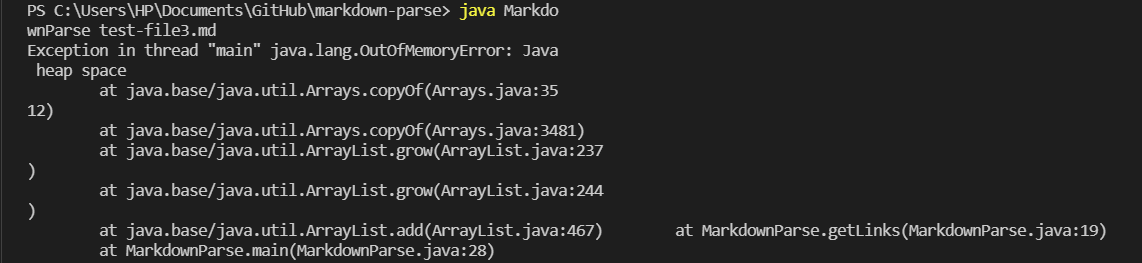 PS C:\Users\HP\Documents\GitHub\markdown-parse> java Markdo
wnParse test-file3.md
Exception in thread "main" java.lang.OutOfMemoryError: Java
 heap space
        at java.base/java.util.Arrays.copyOf(Arrays.java:35
12)
        at java.base/java.util.Arrays.copyOf(Arrays.java:3481)
        at java.base/java.util.ArrayList.grow(ArrayList.java:237
)
        at java.base/java.util.ArrayList.grow(ArrayList.java:244
)
        at java.base/java.util.ArrayList.add(ArrayList.java:467)        at MarkdownParse.getLinks(MarkdownParse.java:19)
        at MarkdownParse.main(MarkdownParse.java:28)